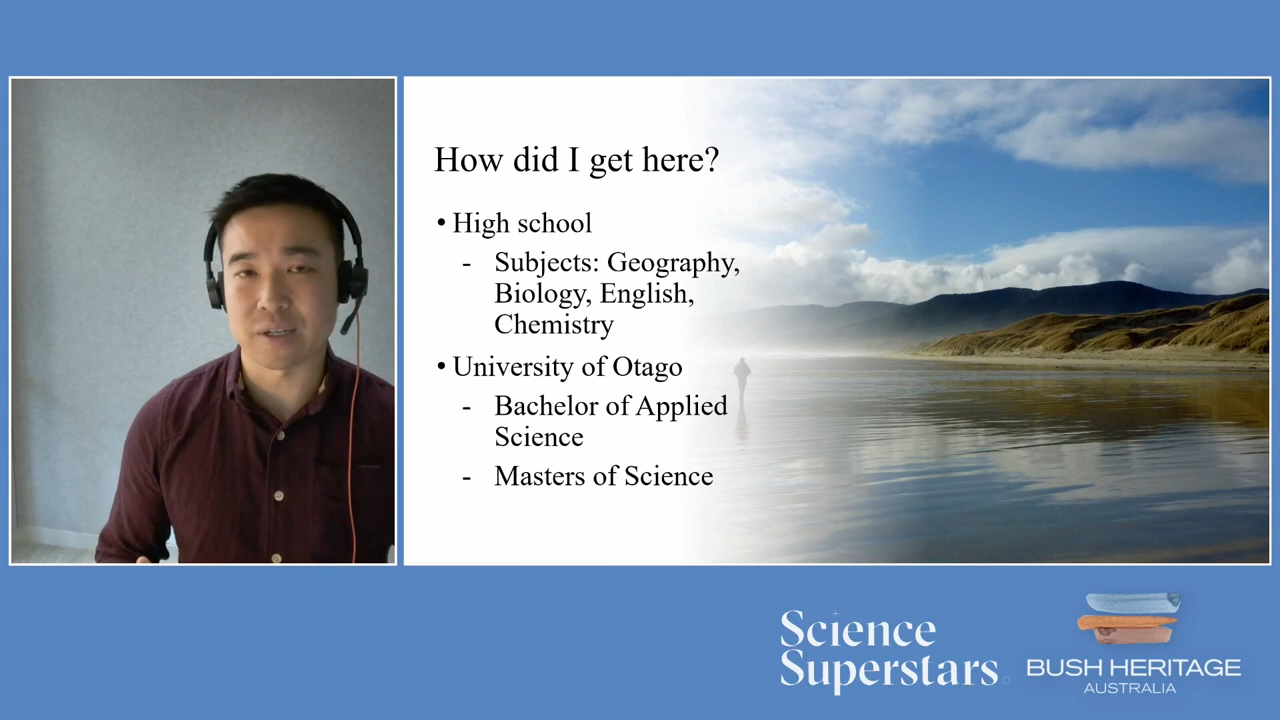 How did I get here?
• High school
- Subjects: Geography,
Biology, English,
Chemistry
• University of Otago
- Bachelor of Applied
Science
- Masters of Science
Science
Superstars
BUSH HERITAGE
AUSTRALIA